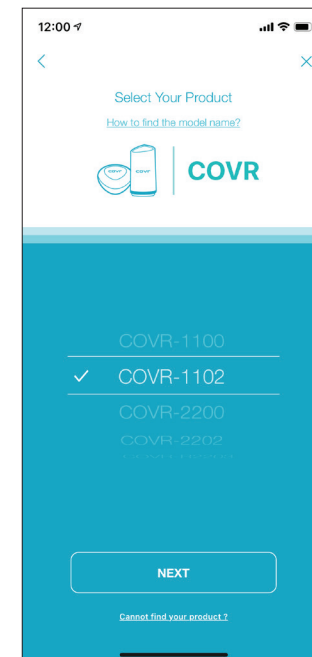 12:00
Select Your Product
How to find the model name?
COVR COVR COVR
COVR-1100
COVR-1102
COVR-2200
COVR-2202
NEXT
Cannot find your product ?